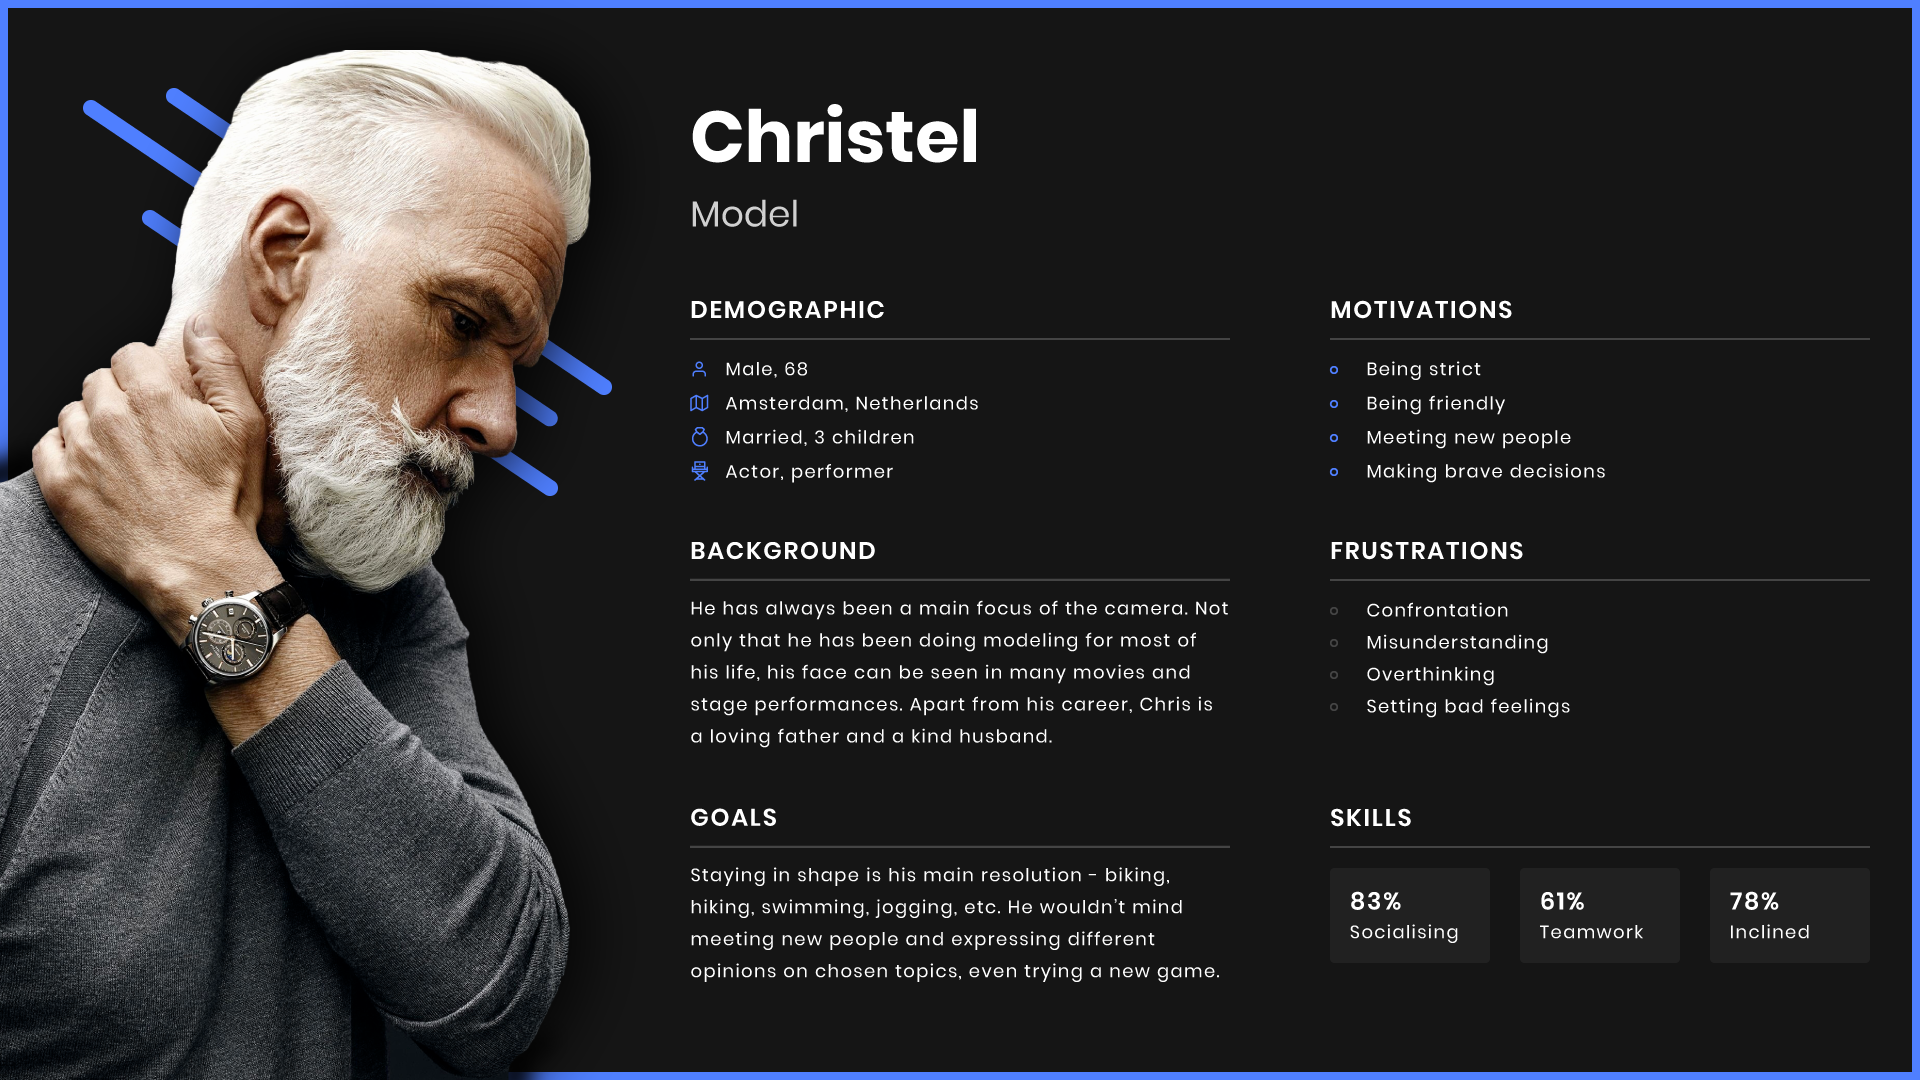 Christel
Model
DEMOGRAPHIC
Male, 68
Amsterdam, Netherlands
Married, 3 children
Actor, performer
BACKGROUND
He has always been a main focus of the camera. Not
only that he has been doing modeling for most of
his life, his face can be seen in many movies and
stage performances. Apart from his career, Chris is
a loving father and a kind husband.
GOALS
Staying in shape is his main resolution - biking,
hiking, swimming, jogging, etc. He wouldn't mind
meeting new people and expressing different
opinions on chosen topics, even trying a new game.
MOTIVATIONS
Being strict
Being friendly
Meeting new people
Making brave decisions
FRUSTRATIONS
Confrontation
Misunderstanding
Overthinking
Setting bad feelings
SKILLS
83%
Socialising
61%
Teamwork
78%
Inclined